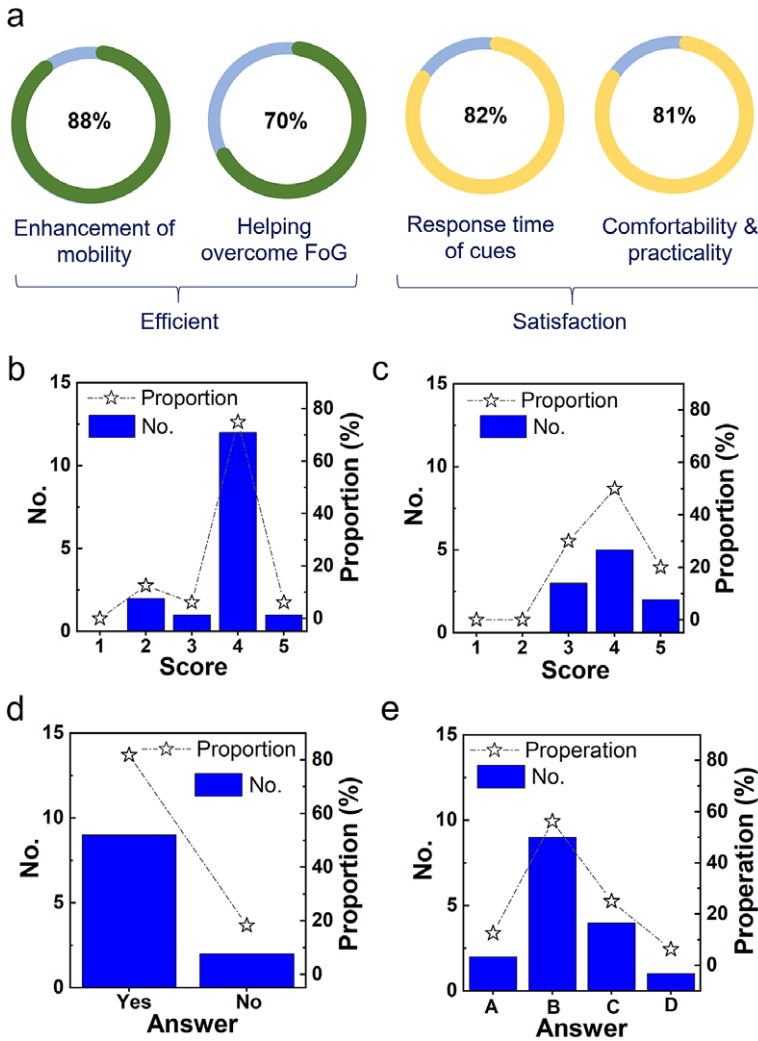 a
88%
70%
82%
81%
Enhancement of
mobility
Helping
overcome FoG
Response time
of cues
Comfortability &
practicality
Efficient
Satisfaction
b
15
10
5
0
No.
Proportion
No.
80
60
40
20
0
Proportion (%)
1 2 3 4 5
Score
c
15
10
5
0
No.
Proportion
No.
80
60
40
20
0
Proportion (%)
1 2 3 4 5
Score
d
15
10
5
0
No.
Proportion
No.
80
60
40
20
0
Proportion (%)
Yes No
Answer
e
15
10
5
0
No.
Properation
No.
80
60
40
20
0
Properation (%)
A B C D
Answer